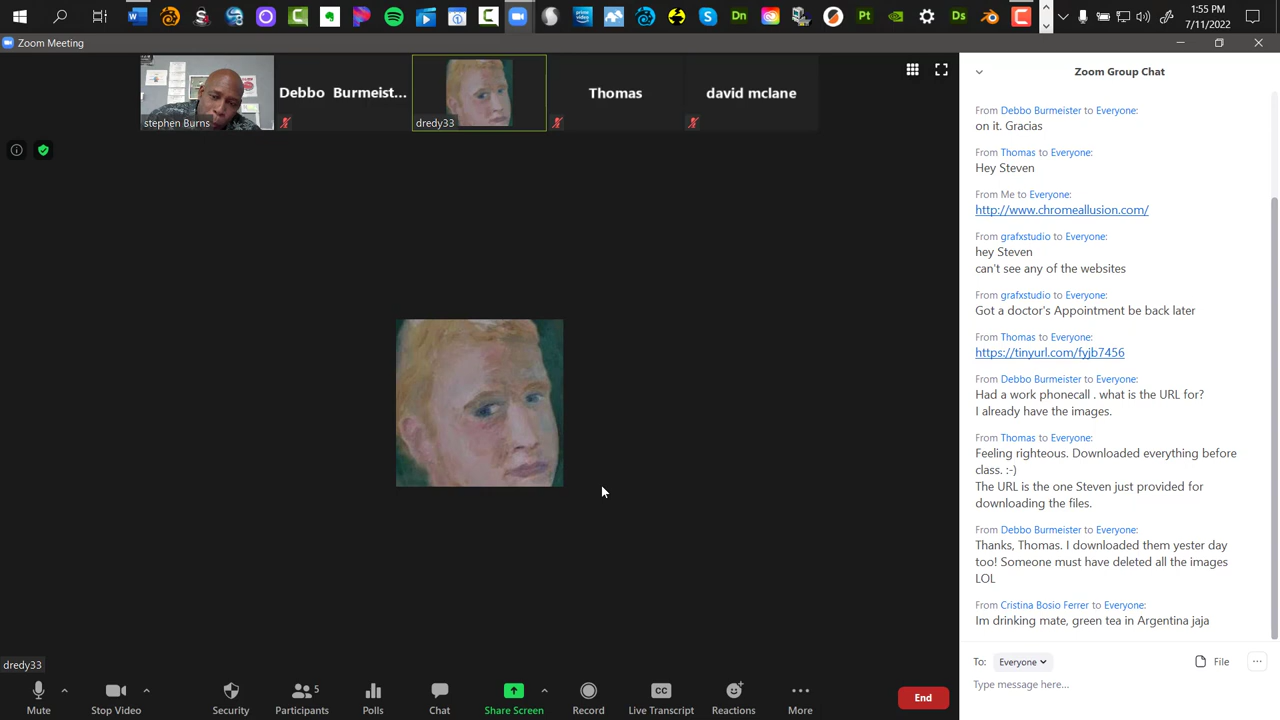 Dn
Pt
Ds
1:55 PM
7/11/2022
Zoom Meeting
stephen Burns
Debbo Burmeist...
dredy33
Thomas
david mclane
Zoom Group Chat
From Debbo Burmeister to Everyone:
on it. Gracias
From Thomas to Everyone:
Hey Steven
From Me to Everyone:
http://www.chromeallusion.com/
From grafxstudio to Everyone:
hey Steven
can't see any of the websites
From grafxstudio to Everyone:
Got a doctor's Appointment be back later
From Thomas to Everyone:
https://tinyurl.com/fyjb7456
From Debbo Burmeister to Everyone:
Had a work phonecall . what is the URL for?
I already have the images.
From Thomas to Everyone:
Feeling righteous. Downloaded everything before
class. :-)
The URL is the one Steven just provided for
downloading the files.
From Debbo Burmeister to Everyone:
Thanks, Thomas. I downloaded them yester day
too! Someone must have deleted all the images
LOL
From Cristina Bosio Ferrer to Everyone:
Im drinking mate, green tea in Argentina jaja
To: Everyone
File
Type message here...
dredy33
Mute
Stop Video
Security
Participants 5
Polls
Chat
Share Screen
Record
CC
Live Transcript
Reactions
More
End